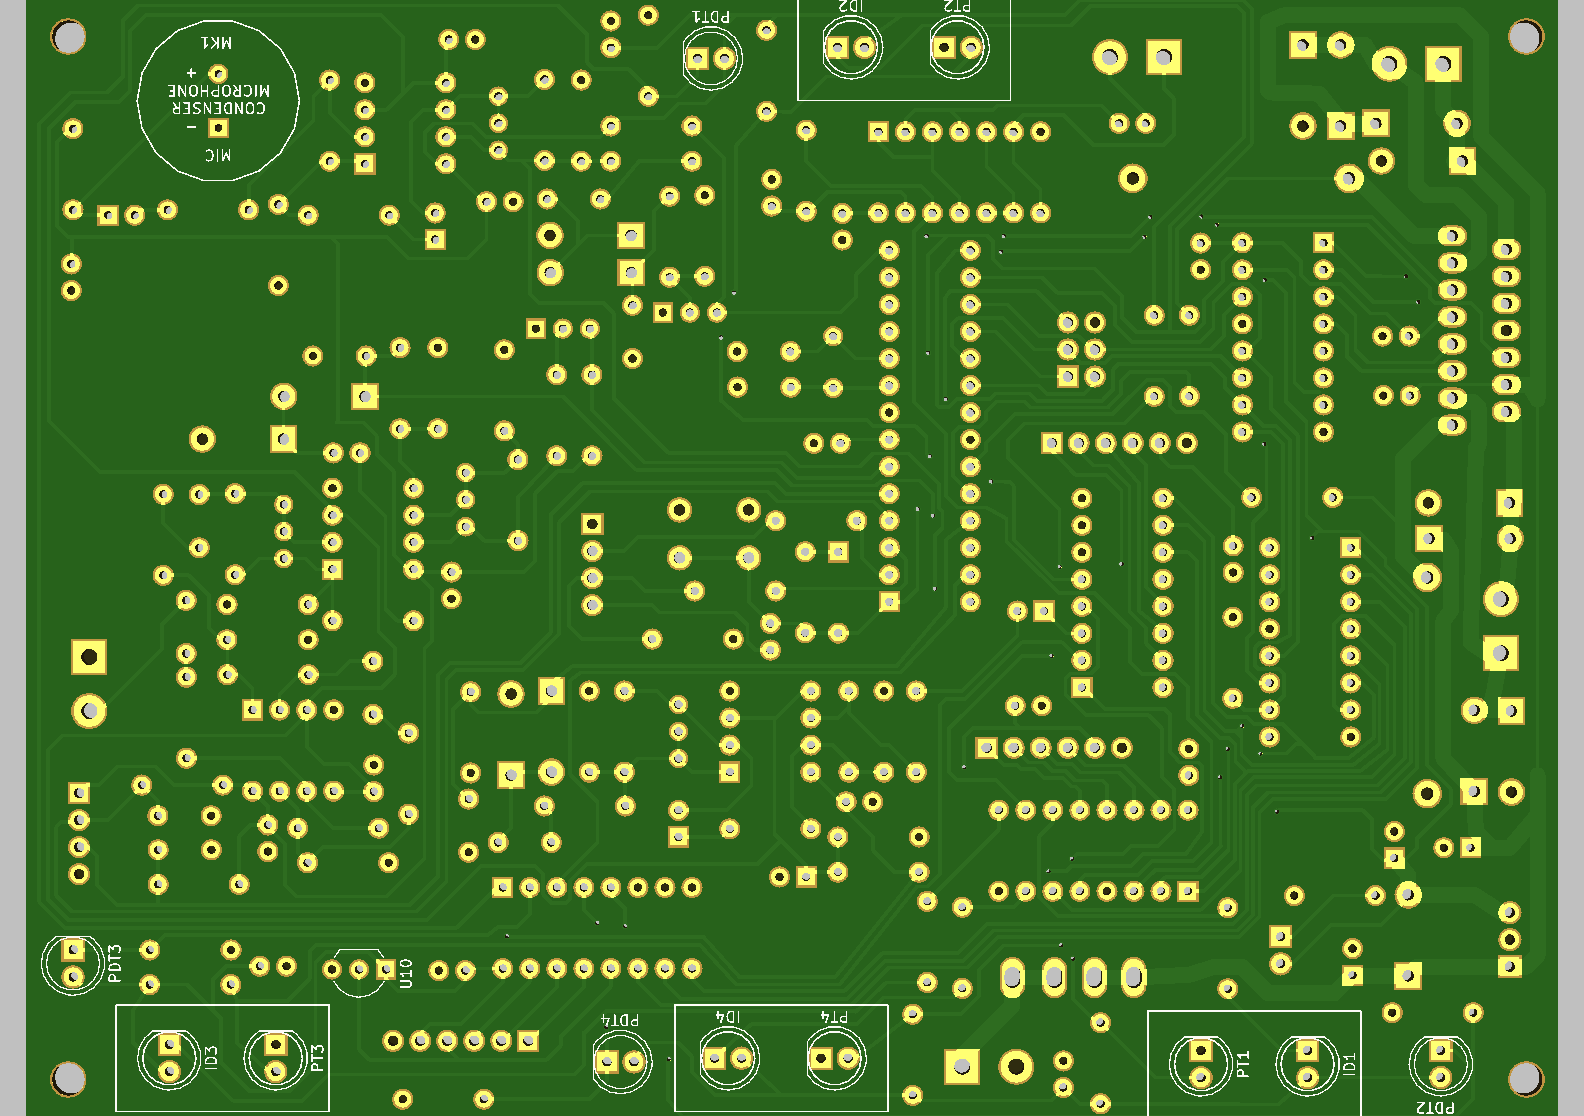 ID2
PT2
PDT1
MK1
+
CONDENSER
MICROPHONE
−
MIC
PDT3
U10
ID3
PT3
PDT4
ID4
PT4
PT1
ID1
PDT2